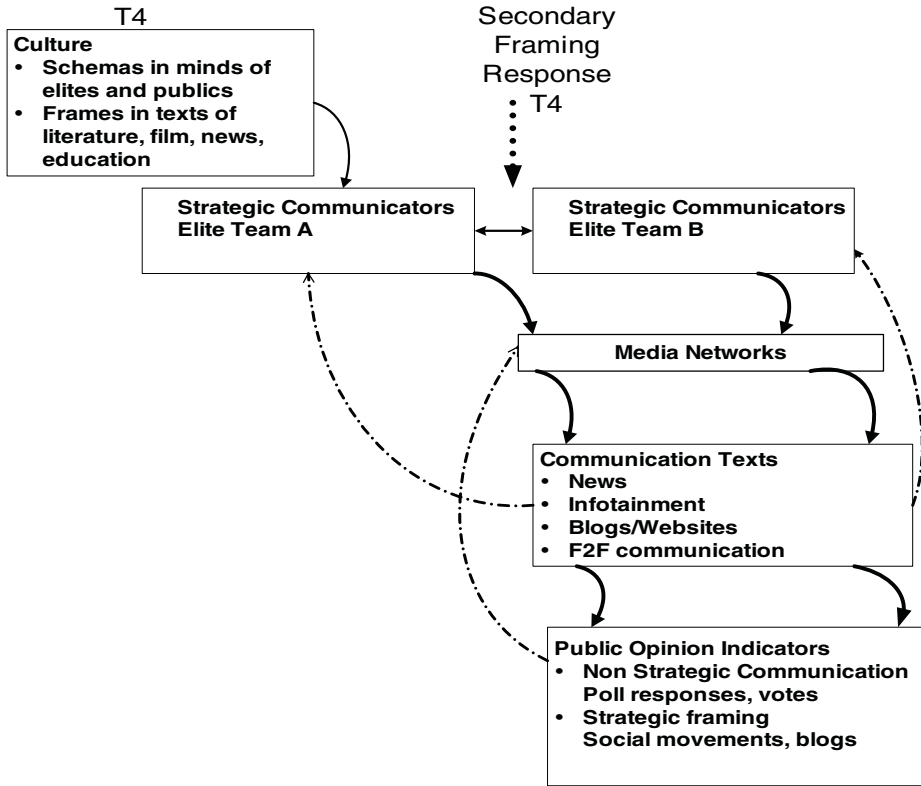 T4
Culture
• Schemas in minds of
elites and publics
• Frames in texts of
literature, film, news,
education
Secondary
Framing
Response
T4
Strategic Communicators
Elite Team A
Strategic Communicators
Elite Team B
Media Networks
Communication Texts
• News
• Infotainment
• Blogs/Websites
• F2F communication
Public Opinion Indicators
• Non Strategic Communication
Poll responses, votes
• Strategic framing
Social movements, blogs